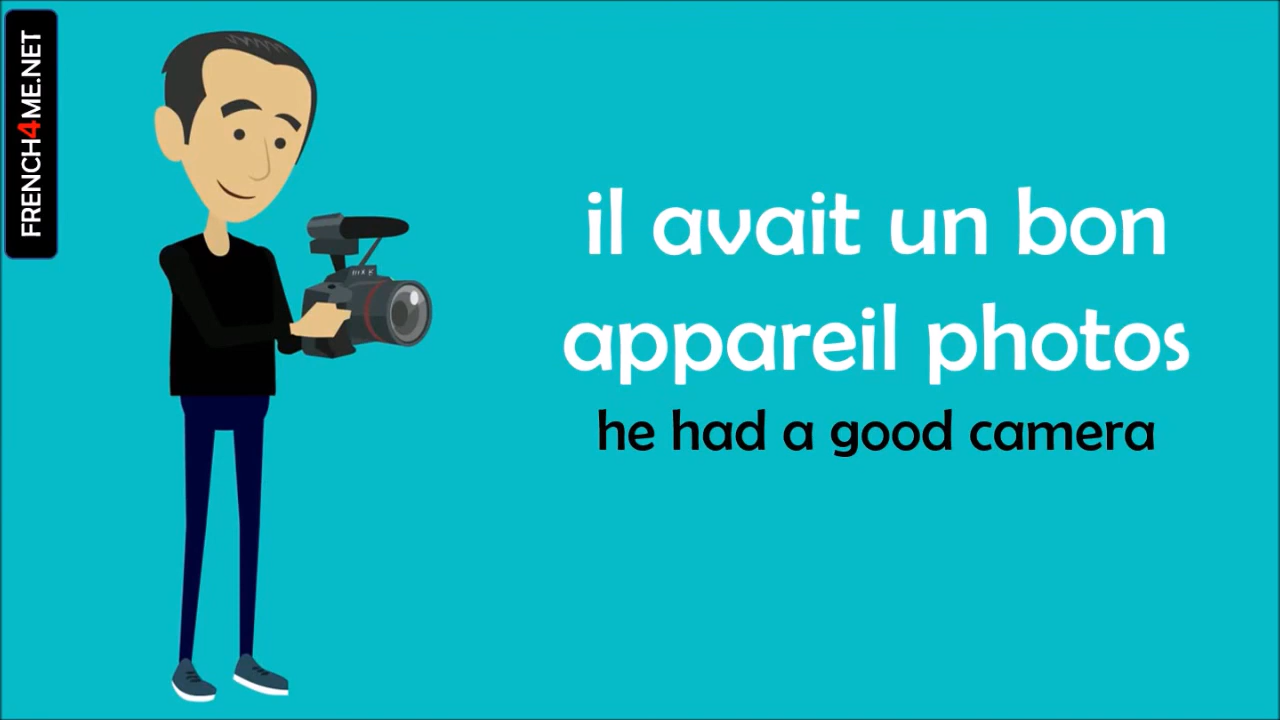 FRENCH4ME.NET
il avait un bon
appareil photos
he had a good camera